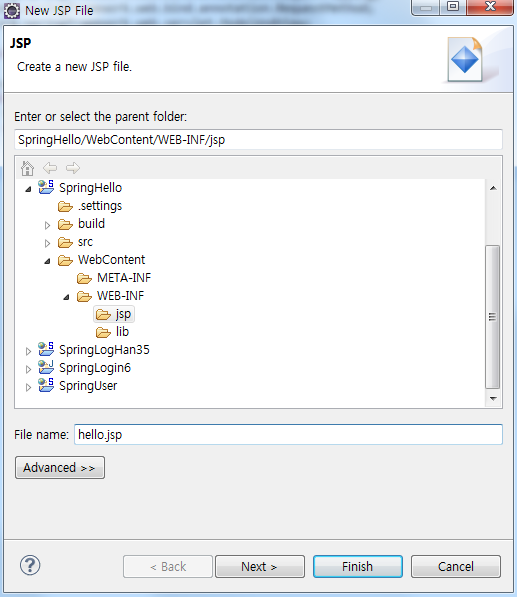 New JSP File
JSP
Create a new JSP file.
Enter or select the parent folder:
SpringHello/WebContent/WEB-INF/jsp
SpringHello
.settings
build
src
WebContent
META-INF
WEB-INF
jsp
lib
SpringLogHan35
SpringLogin6
SpringUser
File name: hello.jsp
Advanced >>
< Back Next > Finish Cancel